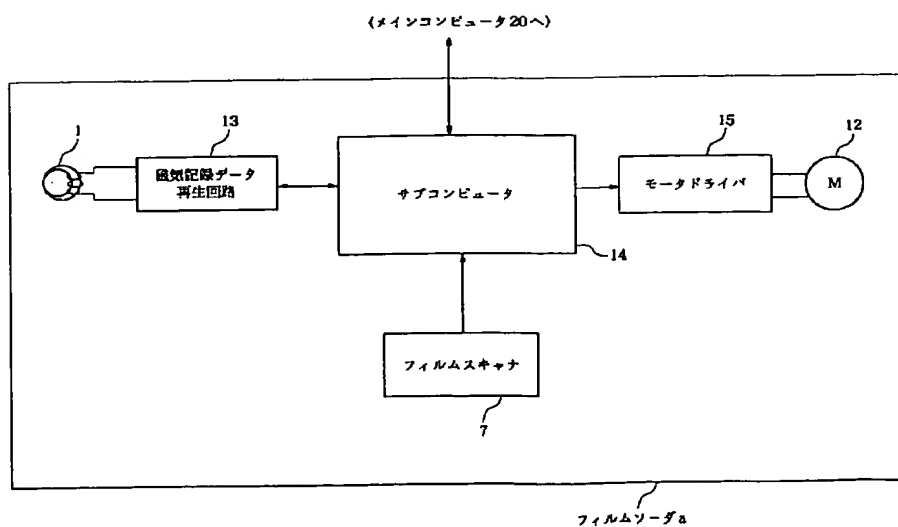 (メインコンピュータ20へ)
1
13
15
12
磁気記録データ
再生回路
サブコンピュータ
モータドライバ
M
14
フィルムスキャナ
7
フィルムソーダa